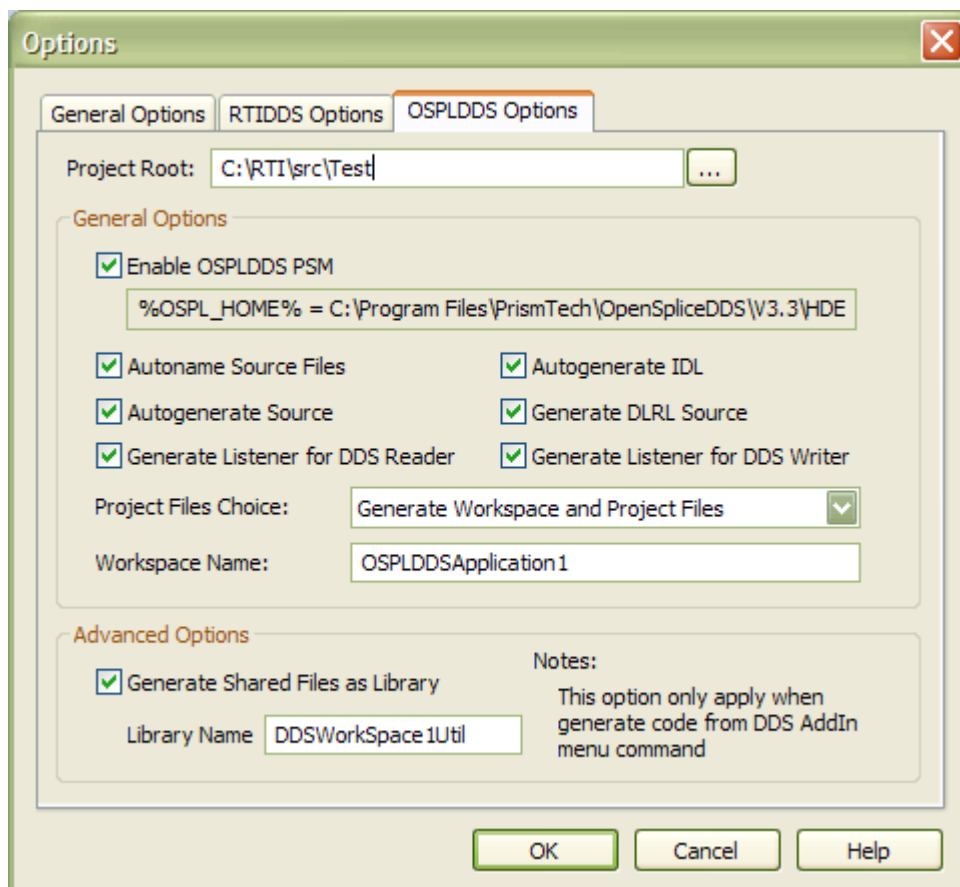 Options
General Options RTIDDS Options OSPLDDS Options
Project Root: C:\RTI\src\Test ...
General Options
Enable OSPLDDS PSM
%OSPL_HOME% = C:\Program Files\PrismTech\OpenSpliceDDS\V3.3\HDE
Autoname Source Files Autogenerate IDL
Autogenerate Source Generate DLRL Source
Generate Listener for DDS Reader Generate Listener for DDS Writer
Project Files Choice: Generate Workspace and Project Files
Workspace Name: OSPLDDSApplication1
Advanced Options
Generate Shared Files as Library
Library Name DDSWorkSpace1Util
Notes:
This option only apply when
generate code from DDS AddIn
menu command
OK Cancel Help